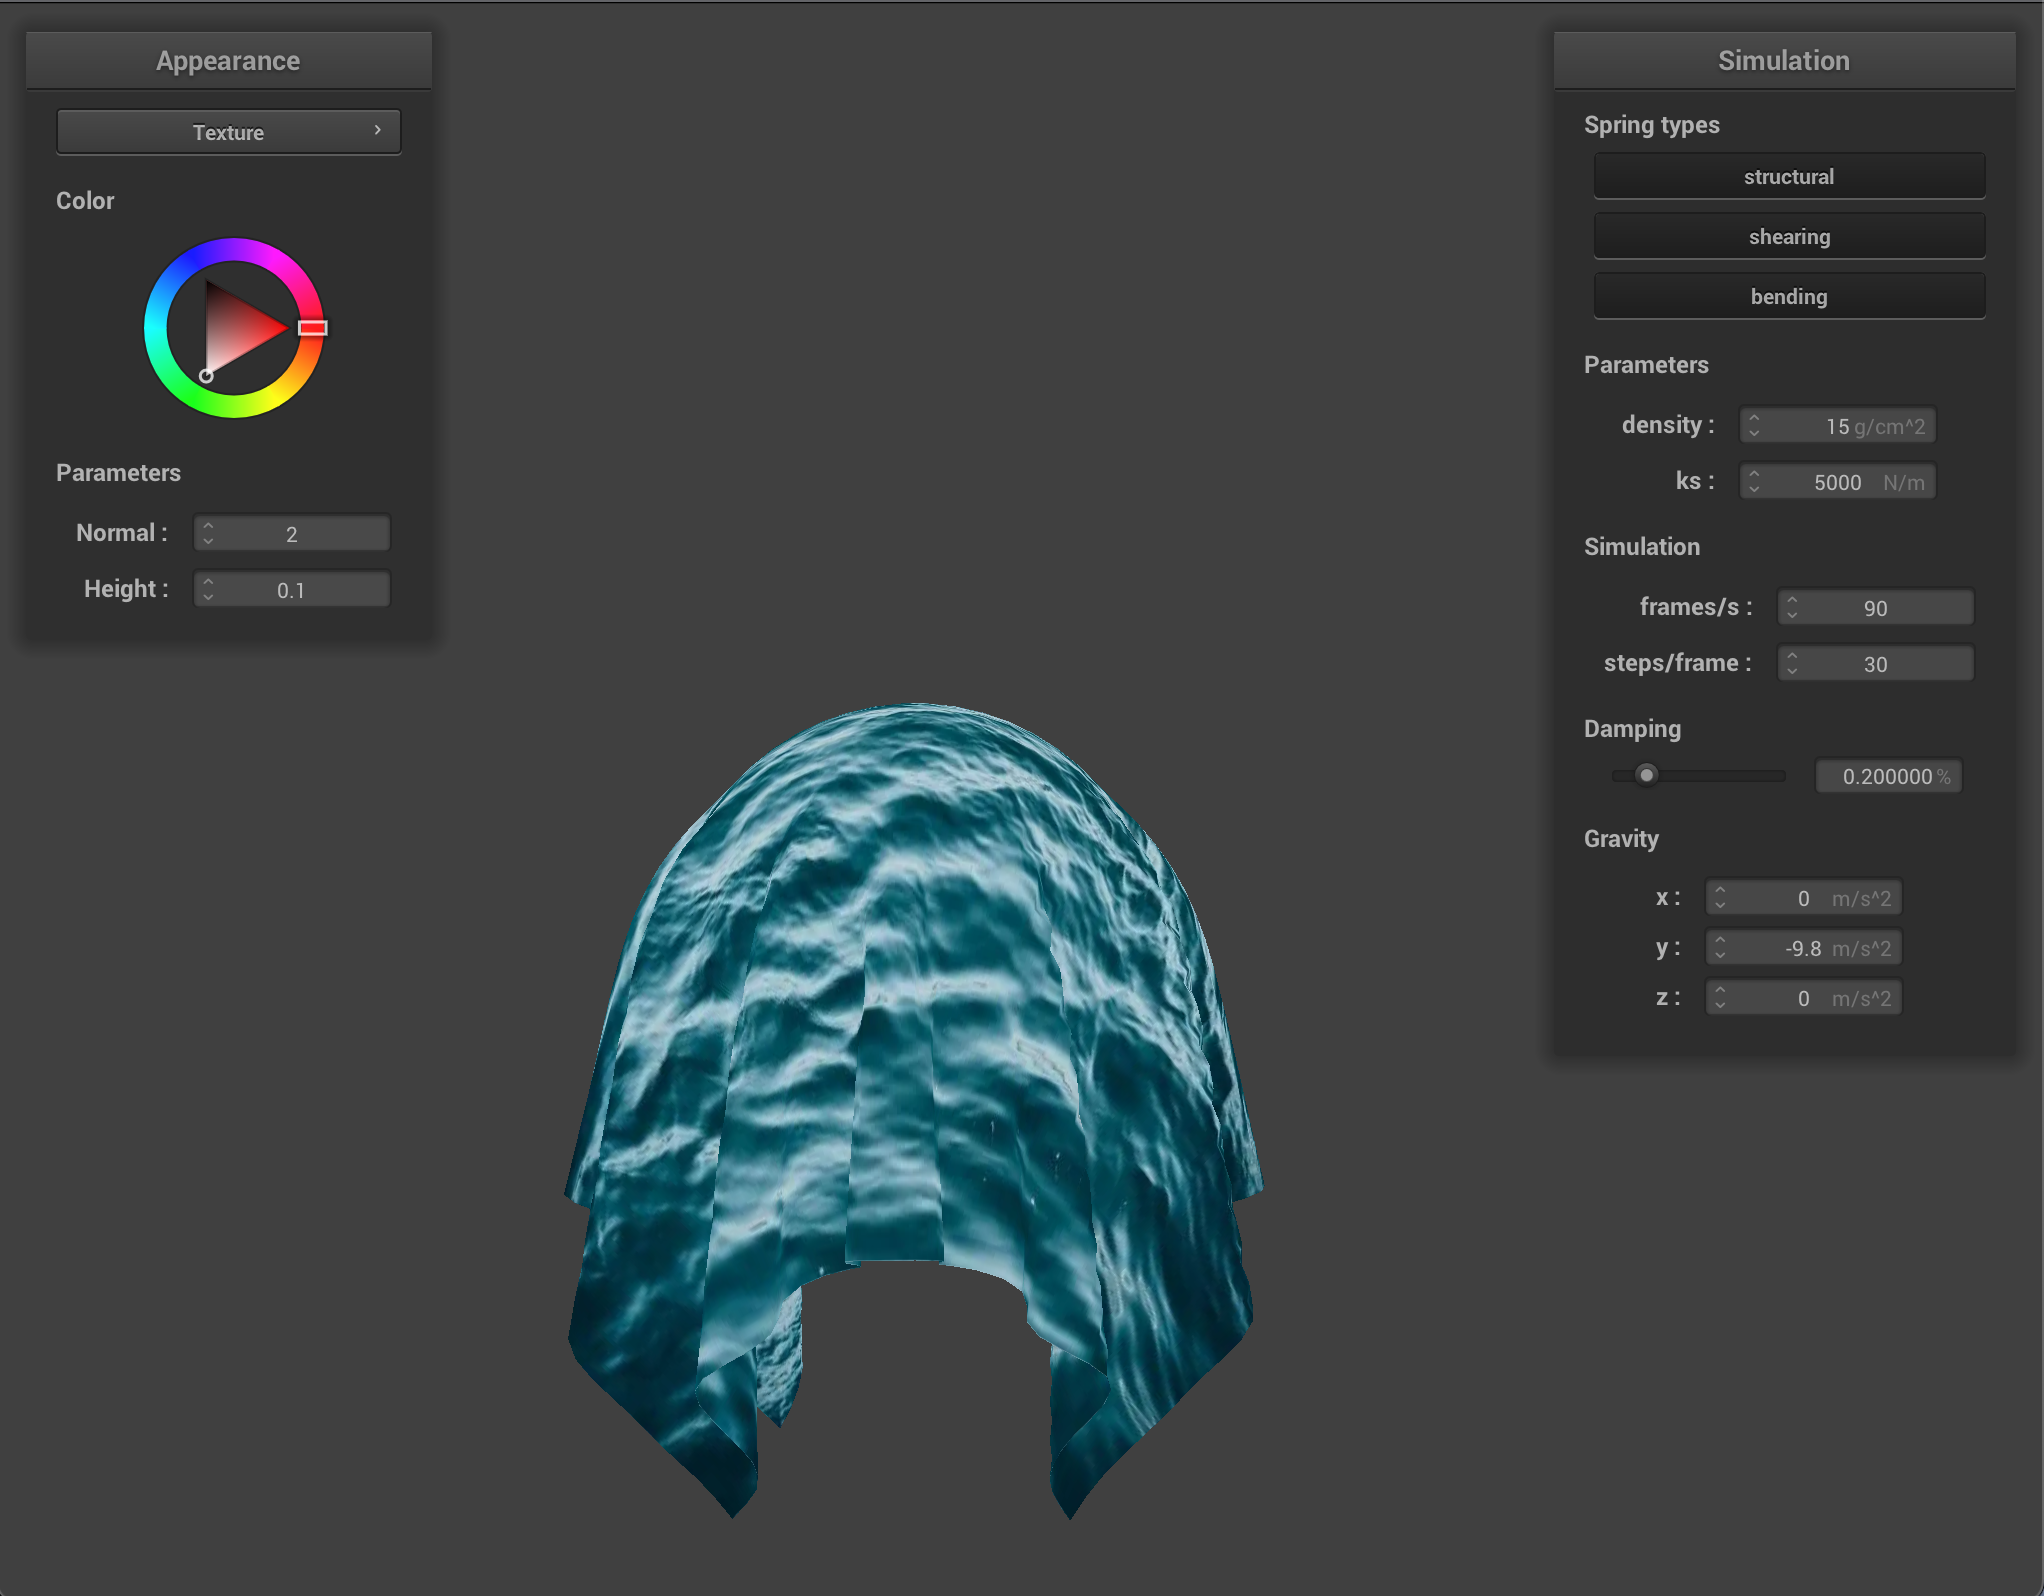 Appearance
Texture
Color
Parameters
Normal : 2
Height : 0.1
Simulation
Spring types
structural
shearing
bending
Parameters
density : 15 g/cm^2
ks : 5000 N/m
Simulation
frames/s : 90
steps/frame : 30
Damping
0.200000 %
Gravity
x : 0 m/s^2
y : -9.8 m/s^2
z : 0 m/s^2